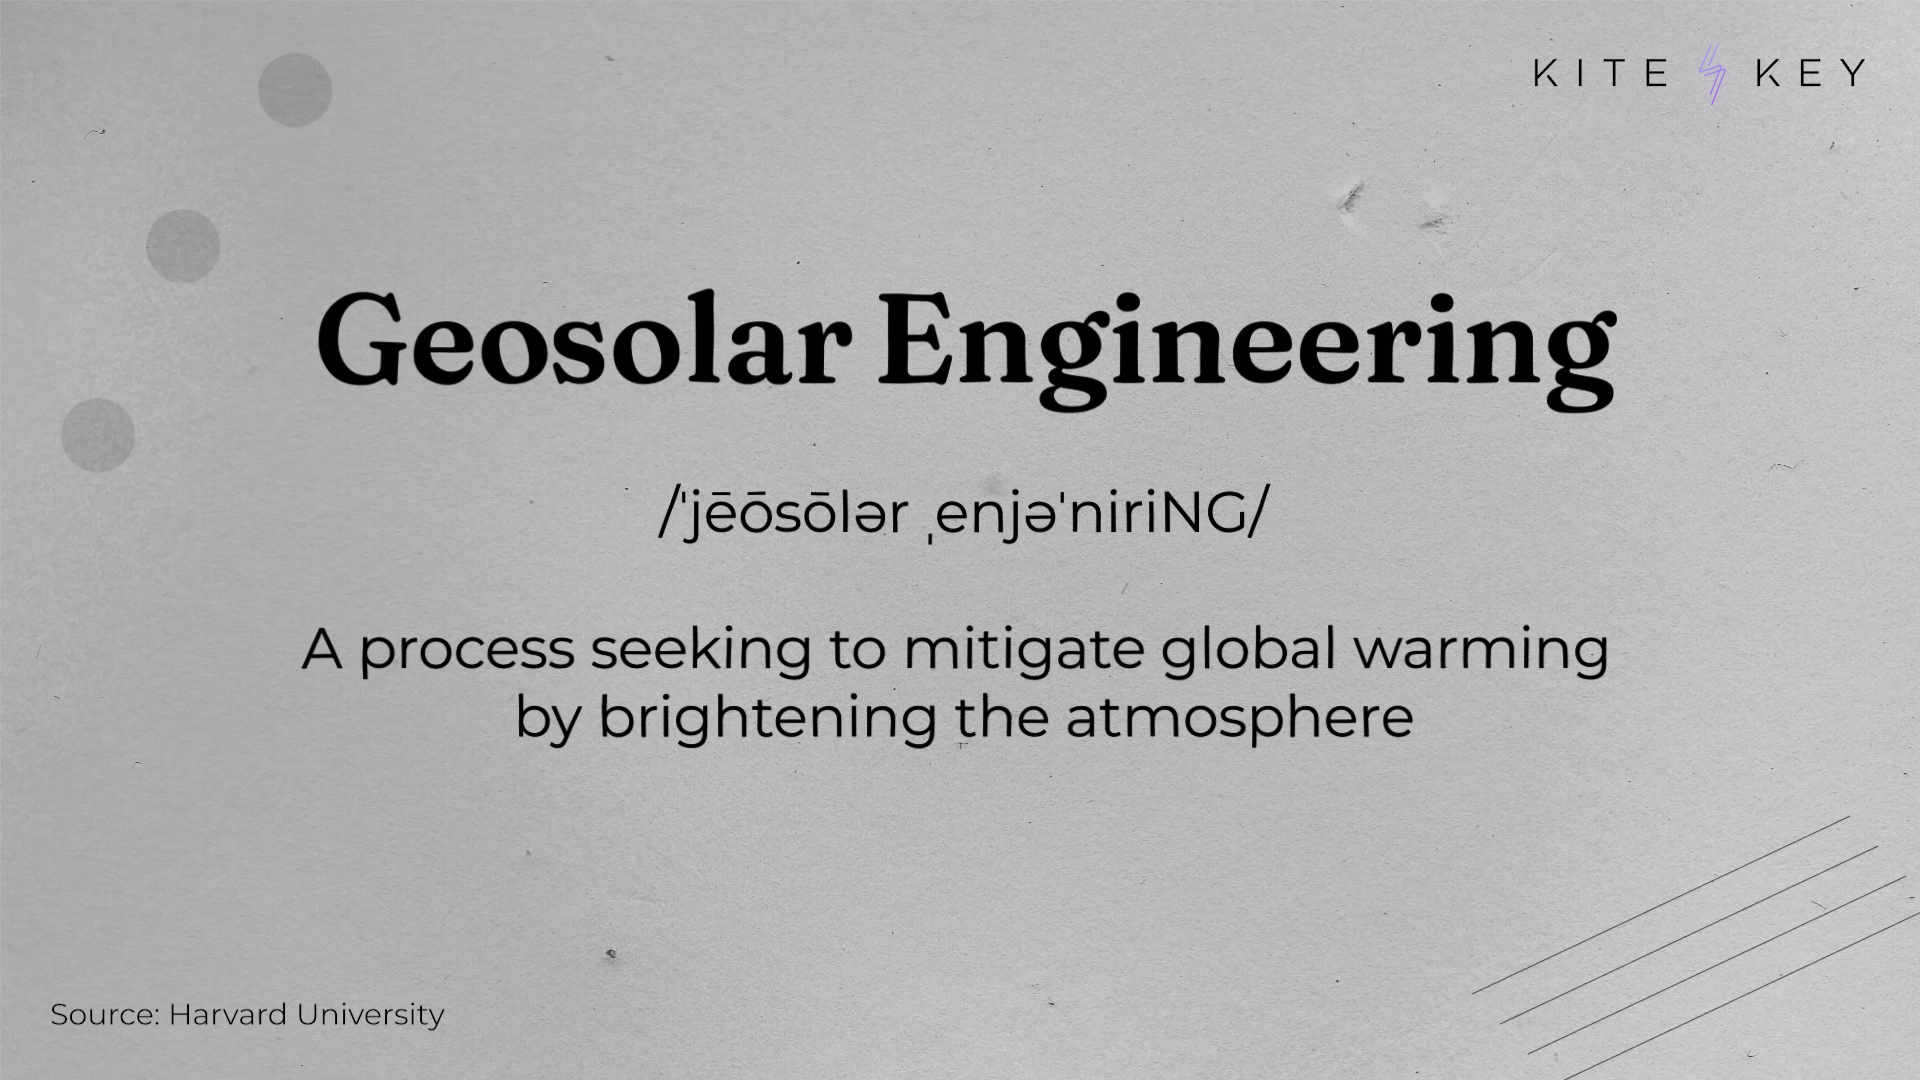 KITE KEY
Geosolar Engineering
/ˈjēōsōlər ˌenjəˈniriNG/
A process seeking to mitigate global warming
by brightening the atmosphere
Source: Harvard University